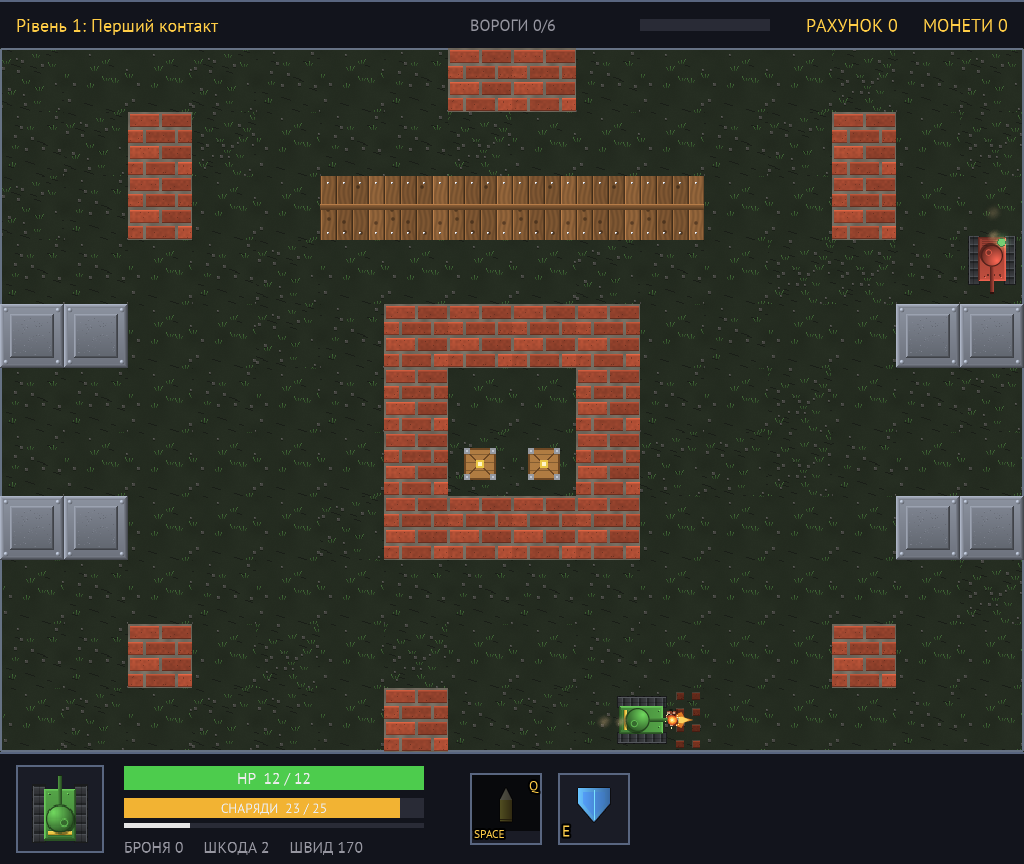 Рівень 1: Перший контакт
ВОРОГИ 0/6
РАХУНОК 0
МОНЕТИ 0
HP 12 / 12
СНАРЯДИ 23 / 25
БРОНЯ 0
ШКОДА 2
ШВИД 170
Q
SPACE
E